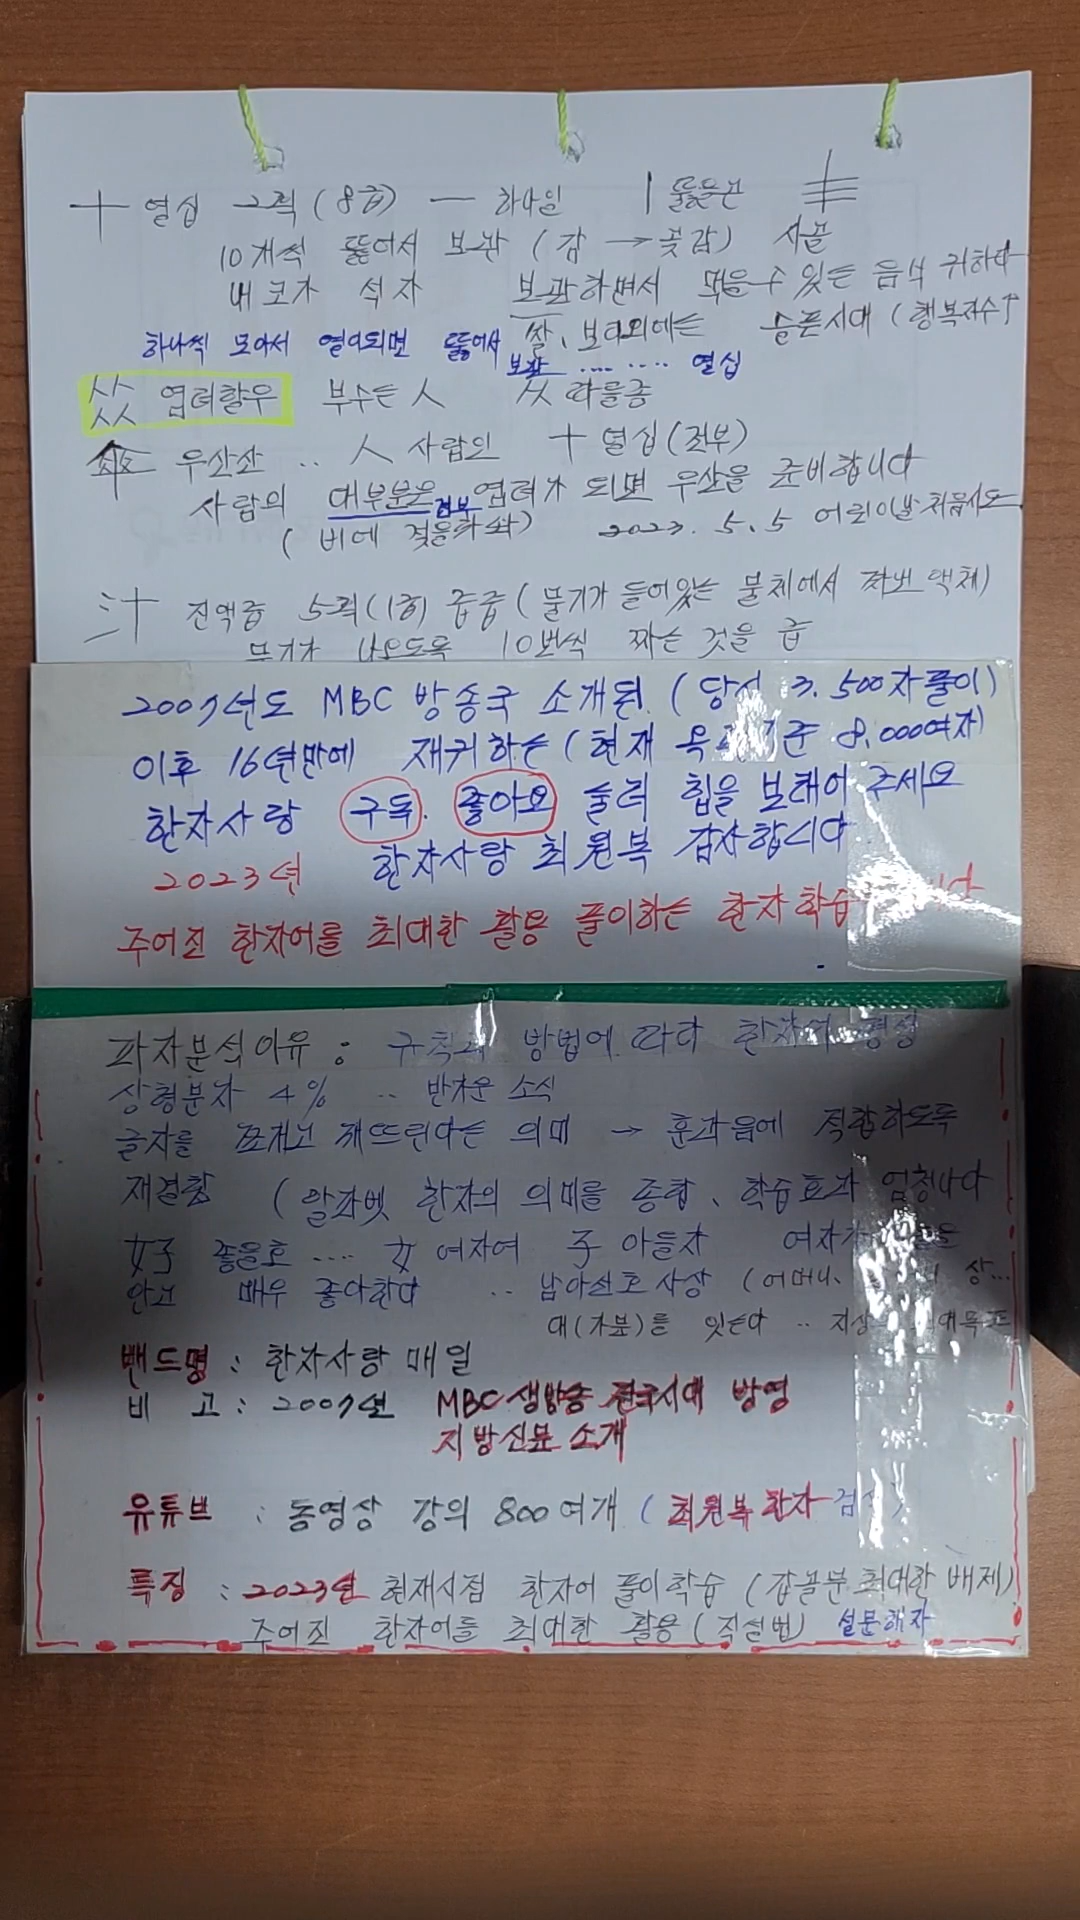 十 열십 2획(8급) 一 하나일 丨 뚫을곤
10개씩 뚫어서 보관 (감 → 곶감) 시골
내코가 석자 보관하면서 먹을수 있는 음식 귀하다
쌀、보리외에는 슬픈시대 (행복지수↑
하나씩 모아서 열이되면 뚫어서 보관 .... .... 열십
염려할우 부수는 人 从 따를종
傘 우산산 .. 人 사람인 十 열십(전부)
사람의 대부분은 전부 염려가 되면 우산을 준비합니다
( 비에 젖을까봐) 2023. 5. 5 어린이날 처음시도
汁 진액즙 5획(1급) 즙즙 (물기가 들어있는 물체에서 짜낸 액체)
물기가 나오도록 10번씩 짜는 것을 즙
2007년도 MBC 방송국 소개된 (당시 3.500자풀이)
이후 16년만에 재귀하는 (현재 8.000여자)
한자사랑 구독. 좋아요 눌러 힘을 보태어 주세요
한자사랑 최원복 감사합니다
2023년
주어진 한자어를 최대한 활용 풀이하는 한자학습
파자분석이유 : 규칙과 방법에 따라 한자어 형성
상형문자 4% .. 반가운 소식
글자를 쪼개고 깨뜨린다는 의미 → 훈과음에 적합하도록
재결합 (알파벳 한자의 의미를 종합、학습효과 엄청나다
女子 좋을호 .... 女 여자여 子 아들자 여자가
안고 매우 좋아한다 .. 남아선호사상 (어머니、 상...
대(가문)를 잇는다 ..
밴드명 : 한자사랑 매일
비 고 : 2007년 MBC 생방송 전국시대 방영
지방신문 소개
유튜브 : 동영상 강의 800여개 (최원복 한자 검색)
특징 : 2023년 현재시점 한자어 풀이학습 (갑골문 최대한 배제)
주어진 한자어를 최대한 활용 (직설법) 설문해자